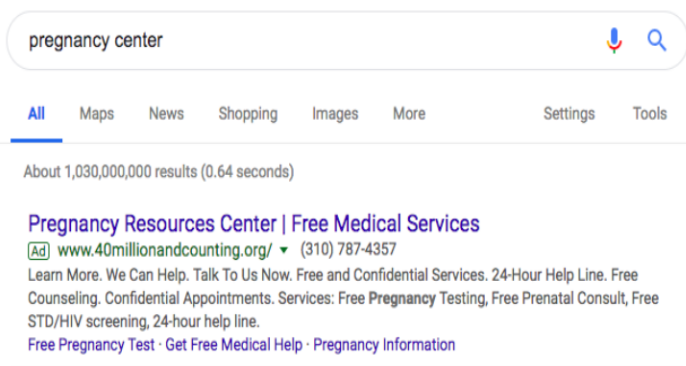 pregnancy center
All Maps News Shopping Images More Settings Tools
About 1,030,000,000 results (0.64 seconds)
Pregnancy Resources Center | Free Medical Services
Ad www.40millionandcounting.org/ (310) 787-4357
Learn More. We Can Help. Talk To Us Now. Free and Confidential Services. 24-Hour Help Line. Free
Counseling. Confidential Appointments. Services: Free Pregnancy Testing, Free Prenatal Consult, Free
STD/HIV screening, 24-hour help line.
Free Pregnancy Test · Get Free Medical Help · Pregnancy Information